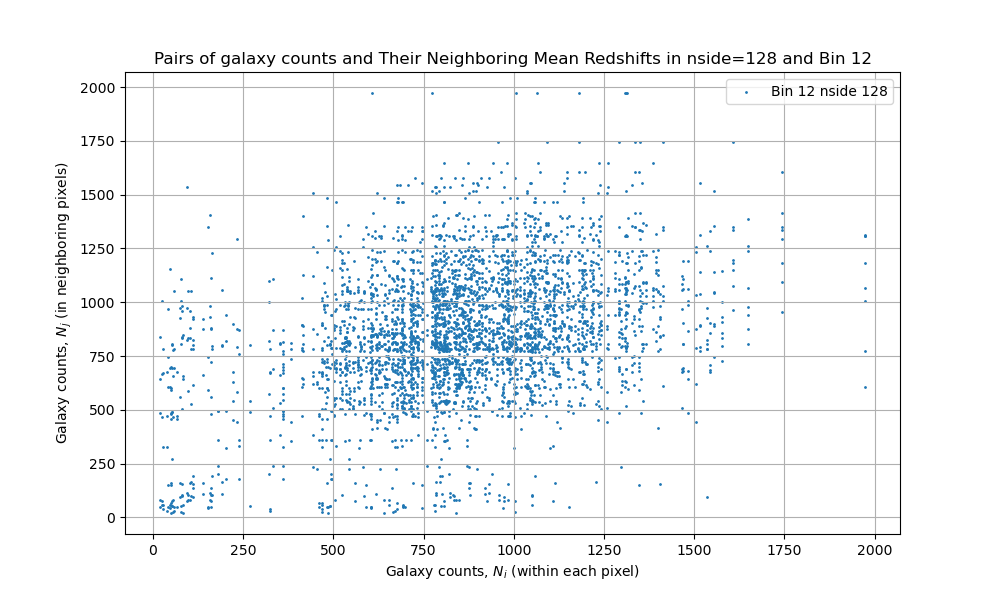 Pairs of galaxy counts and Their Neighboring Mean Redshifts in nside=128 and Bin 12
Bin 12 nside 128
2000
1750
1500
1250
1000
750
500
250
0
Galaxy counts, N_j (in neighboring pixels)
0 250 500 750 1000 1250 1500 1750 2000
Galaxy counts, N_i (within each pixel)